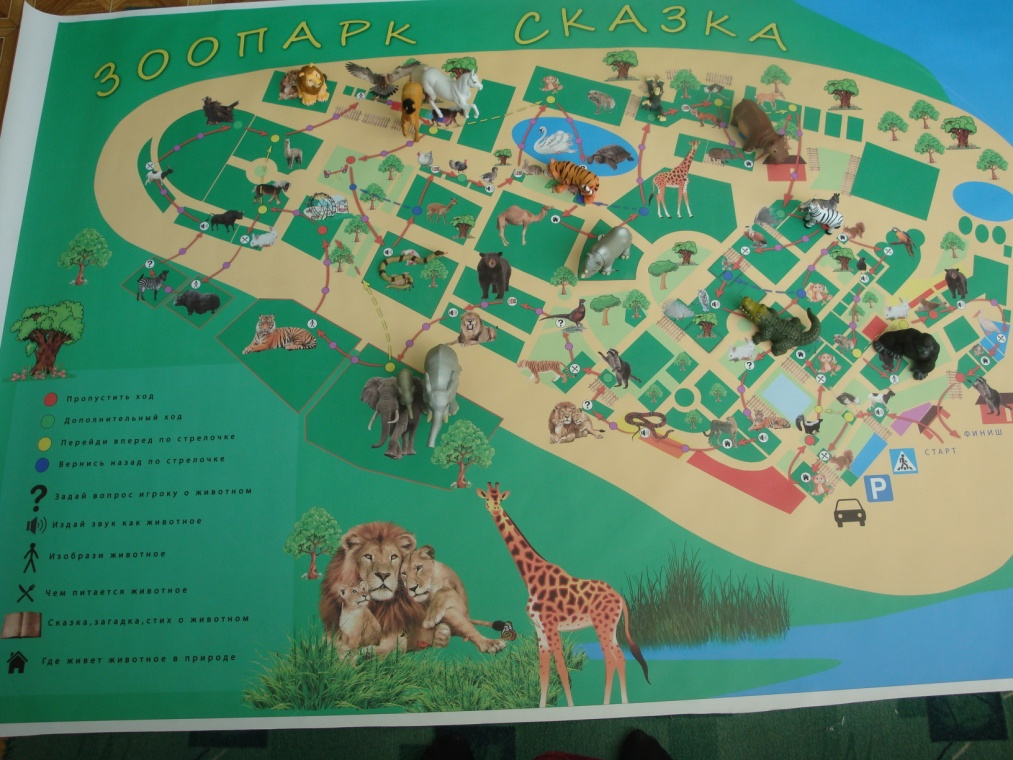 ЗООПАРК СКАЗКА
Пропустить ход
Дополнительный ход
Перейди вперед по стрелочке
Вернись назад по стрелочке
? Задай вопрос игроку о животном
Издай звук как животное
Изобрази животное
Чем питается животное
Сказка,загадка,стих о животном
Где живет животное в природе
ФИНИШ
СТАРТ
P